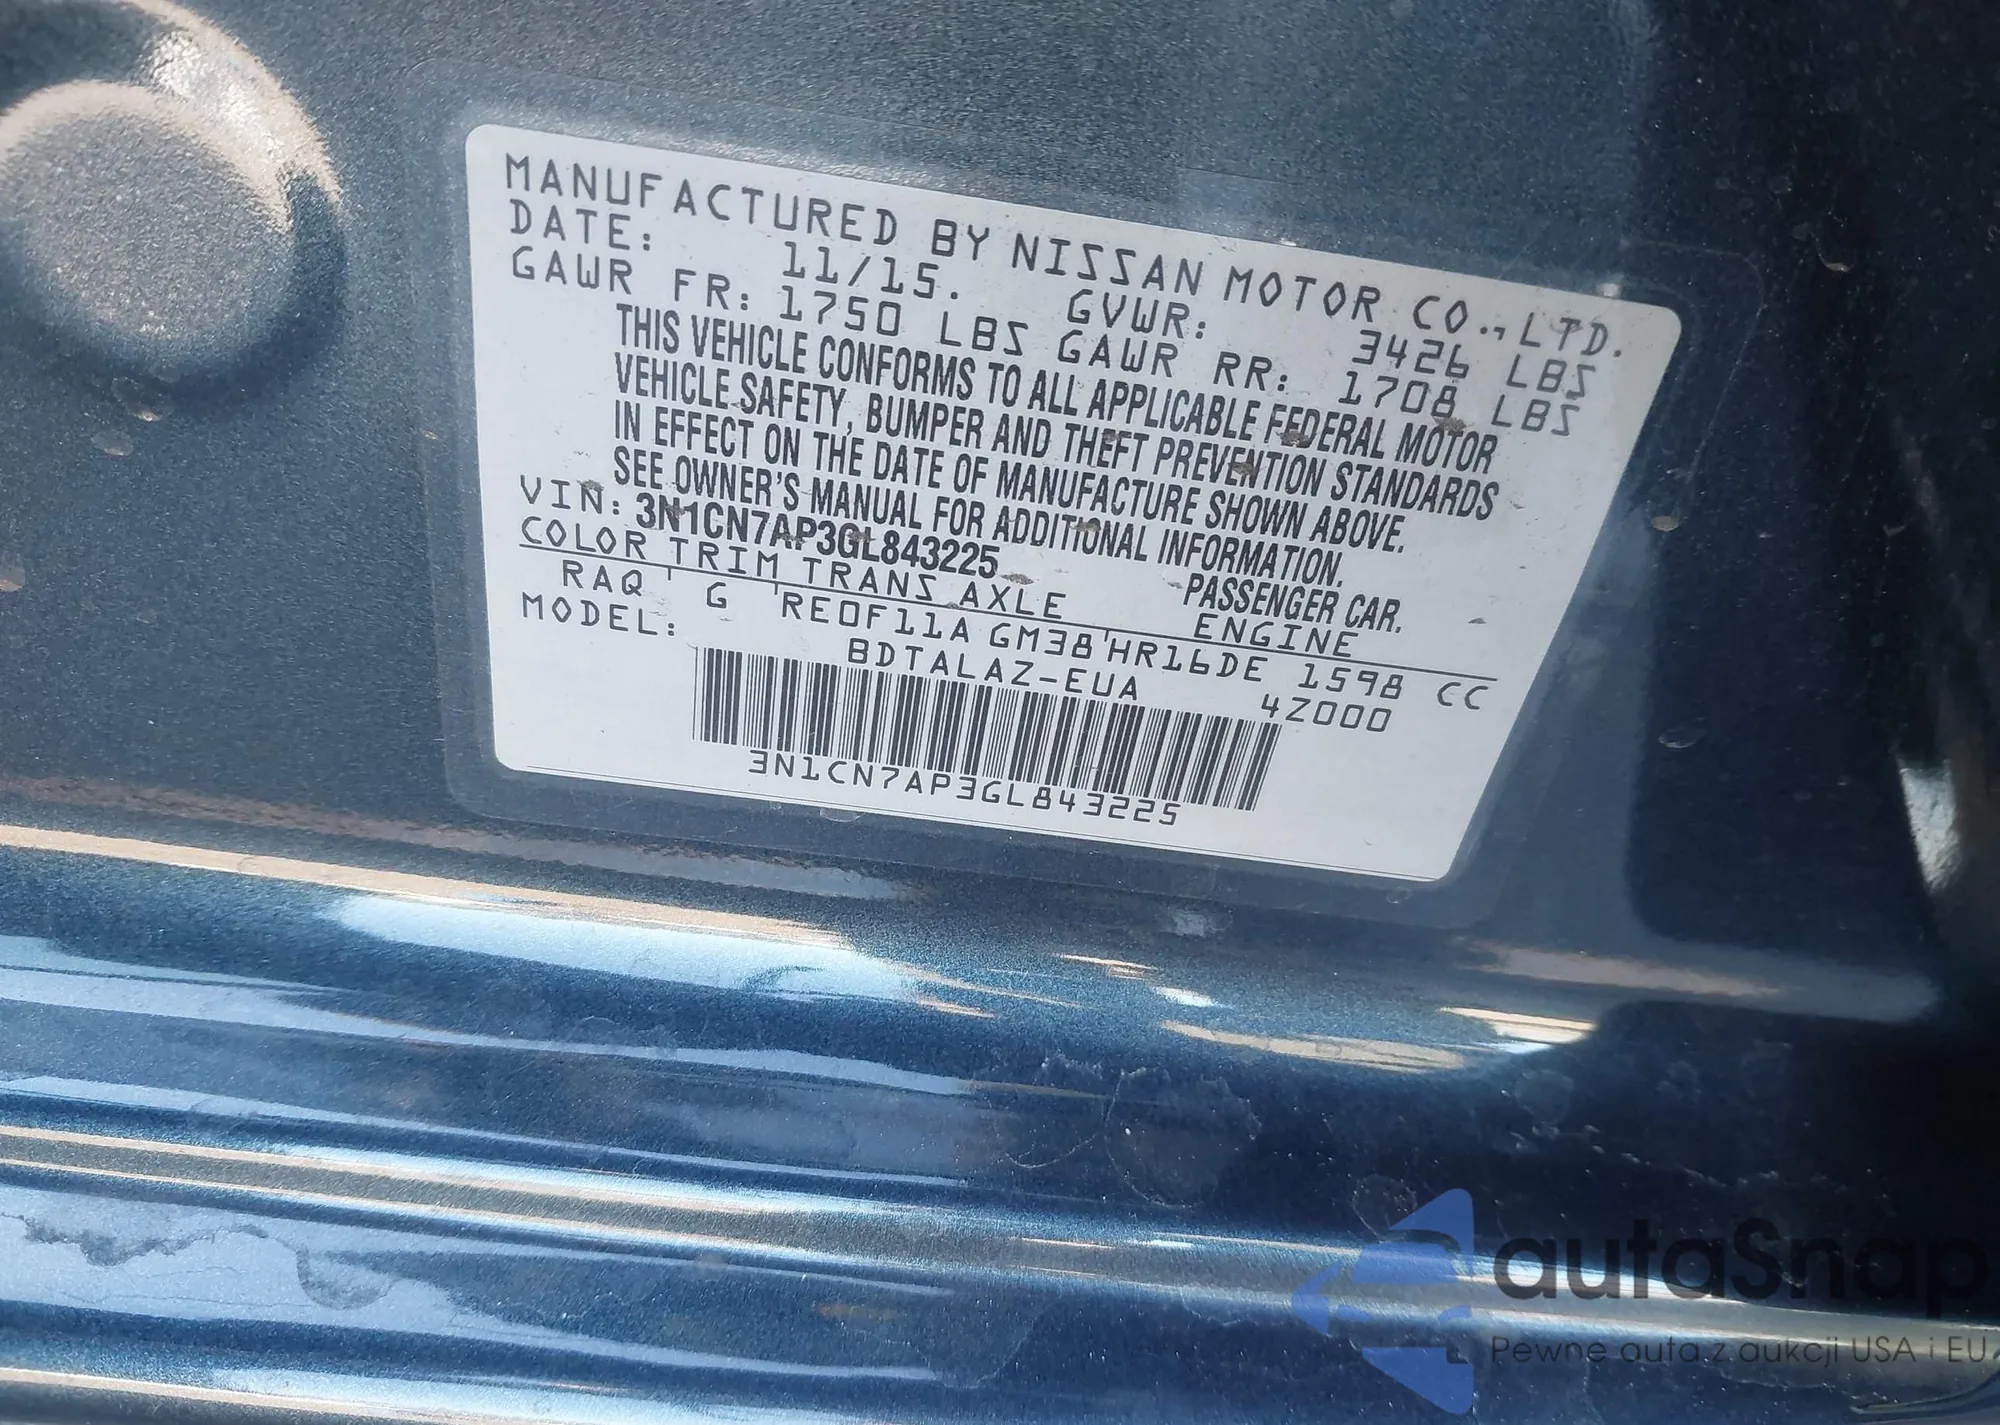 MANUFACTURED BY NISSAN MOTOR CO., LTD.
DATE: 11/15. GVWR: 3426 LBS
GAWR FR: 1750 LBS GAWR RR: 1708 LBS
THIS VEHICLE CONFORMS TO ALL APPLICABLE FEDERAL MOTOR
VEHICLE SAFETY, BUMPER AND THEFT PREVENTION STANDARDS
IN EFFECT ON THE DATE OF MANUFACTURE SHOWN ABOVE.
SEE OWNER'S MANUAL FOR ADDITIONAL INFORMATION.
VIN: 3N1CN7AP3GL843225 PASSENGER CAR.
COLOR TRIM TRANS AXLE ENGINE
RAQ G RE0F11A GM38 HR16DE 1598 CC
MODEL: BDTALAZ-EUA 4Z000
3N1CN7AP3GL843225
autaSnap
Pewne auta z aukcji USA i EU